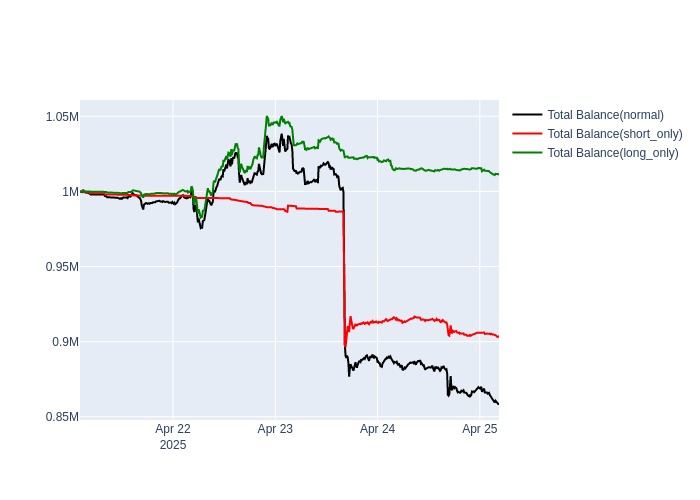 1.05M
1M
0.95M
0.9M
0.85M
Apr 22
2025
Apr 23
Apr 24
Apr 25
Total Balance(normal)
Total Balance(short_only)
Total Balance(long_only)